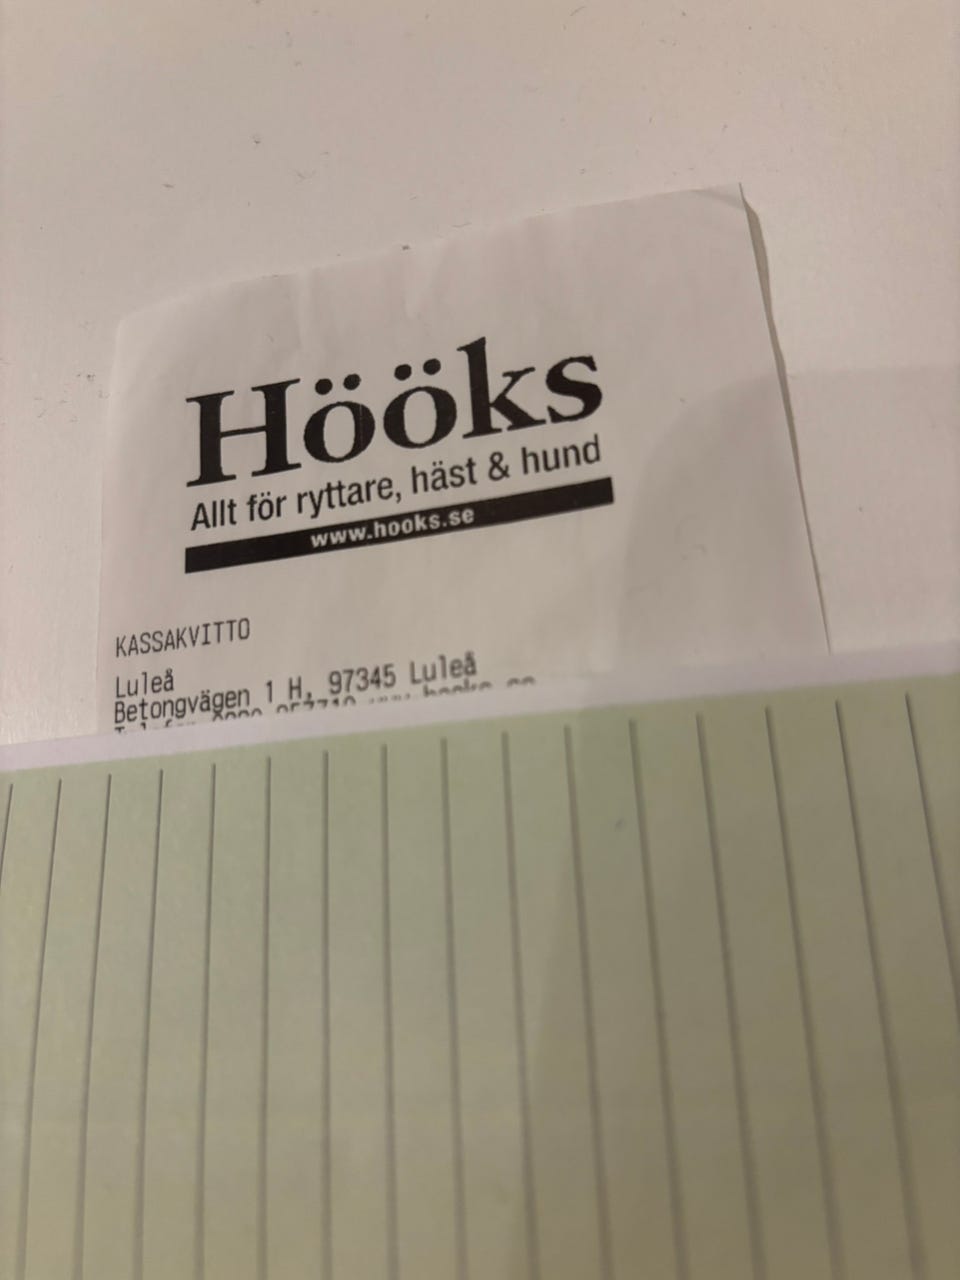 Hööks
Allt för ryttare, häst & hund
www.hooks.se
KASSAKVITTO
Luleå
Betongvägen 1 H, 97345 Luleå